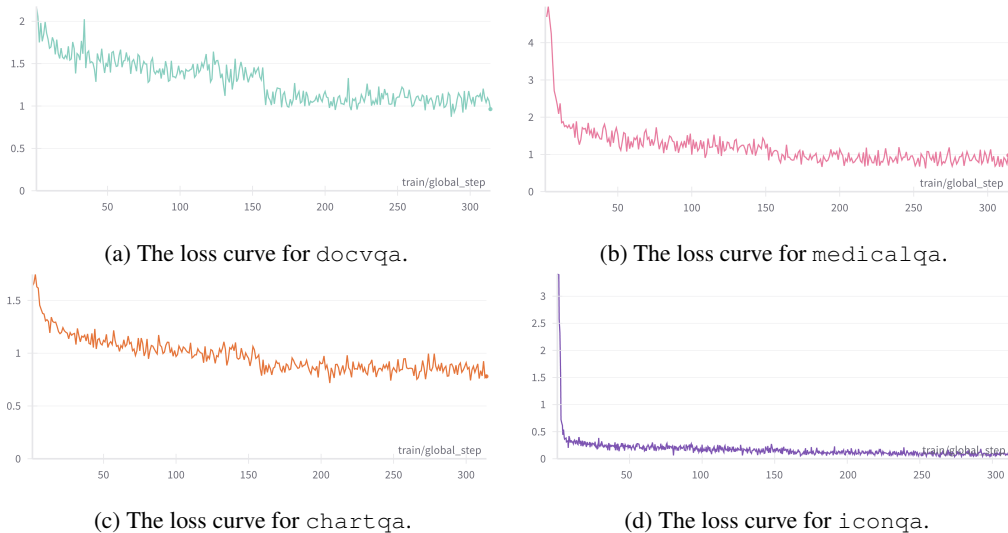 2
1.5
1
0.5
0
train/global_step
50 100 150 200 250 300
(a) The loss curve for docvqa.
4
3
2
1
0
train/global_step
50 100 150 200 250 300
(b) The loss curve for medicalqa.
1.5
1
0.5
0
train/global_step
50 100 150 200 250 300
(c) The loss curve for chartqa.
3
2.5
2
1.5
1
0.5
0
train/global_step
50 100 150 200 250 300
(d) The loss curve for iconqa.